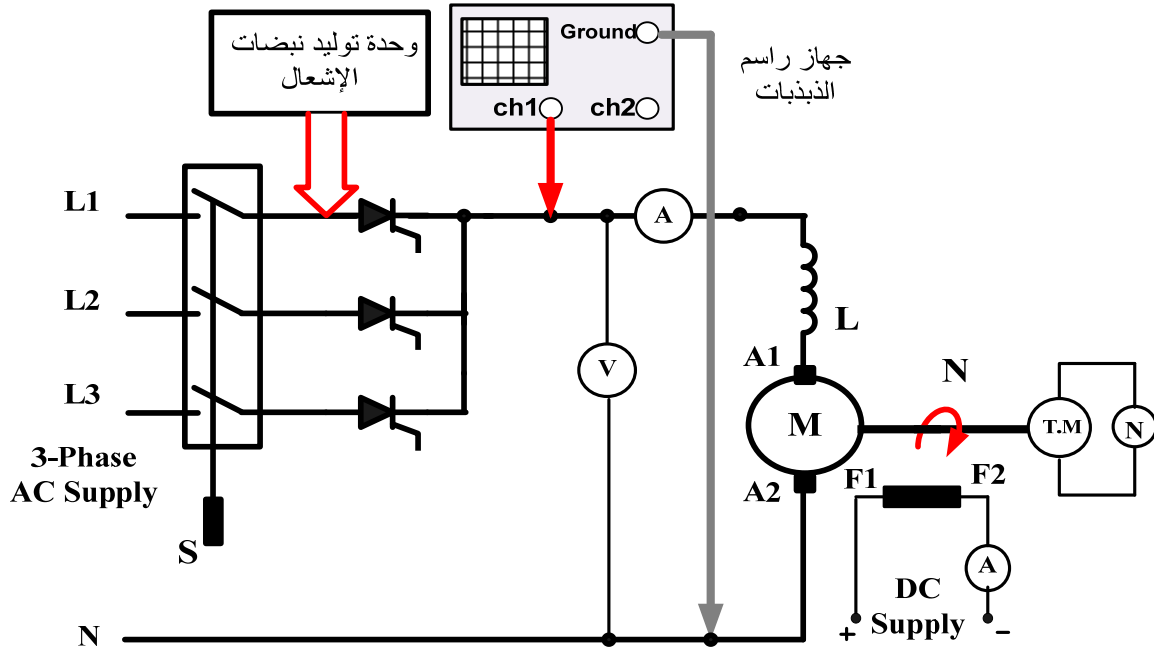 وحدة توليد نبضات
الإشعال
Ground
ch1
ch2
جهاز راسم
الذبذبات
L1
A
L2
L
V
A1
L3
N
M
T.M
N
3-Phase
AC Supply
A2
F1
F2
S
A
DC
Supply
+
−
N